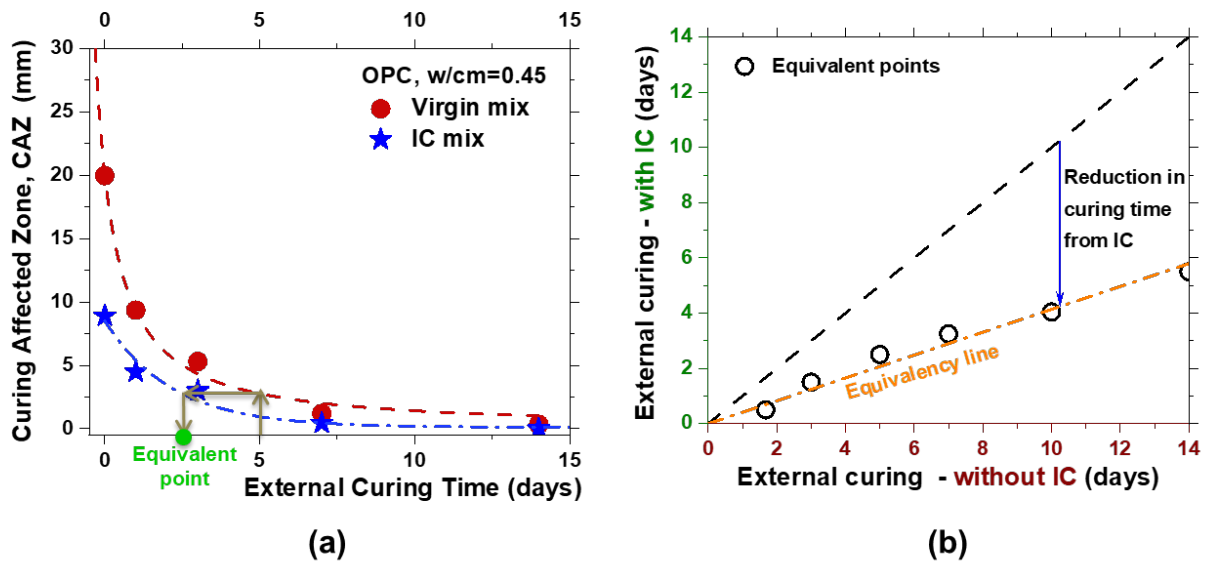 0 5 10 15
Curing Affected Zone, CAZ (mm)
30
25
20
15
10
5
0
OPC, w/cm=0.45
Virgin mix
IC mix
Equivalent
point
0 5 10 15
External Curing Time (days)
(a)
External curing - with IC (days)
14
12
10
8
6
4
2
0
Equivalent points
Reduction in
curing time
from IC
Equivalency line
0 2 4 6 8 10 12 14
External curing - without IC (days)
(b)